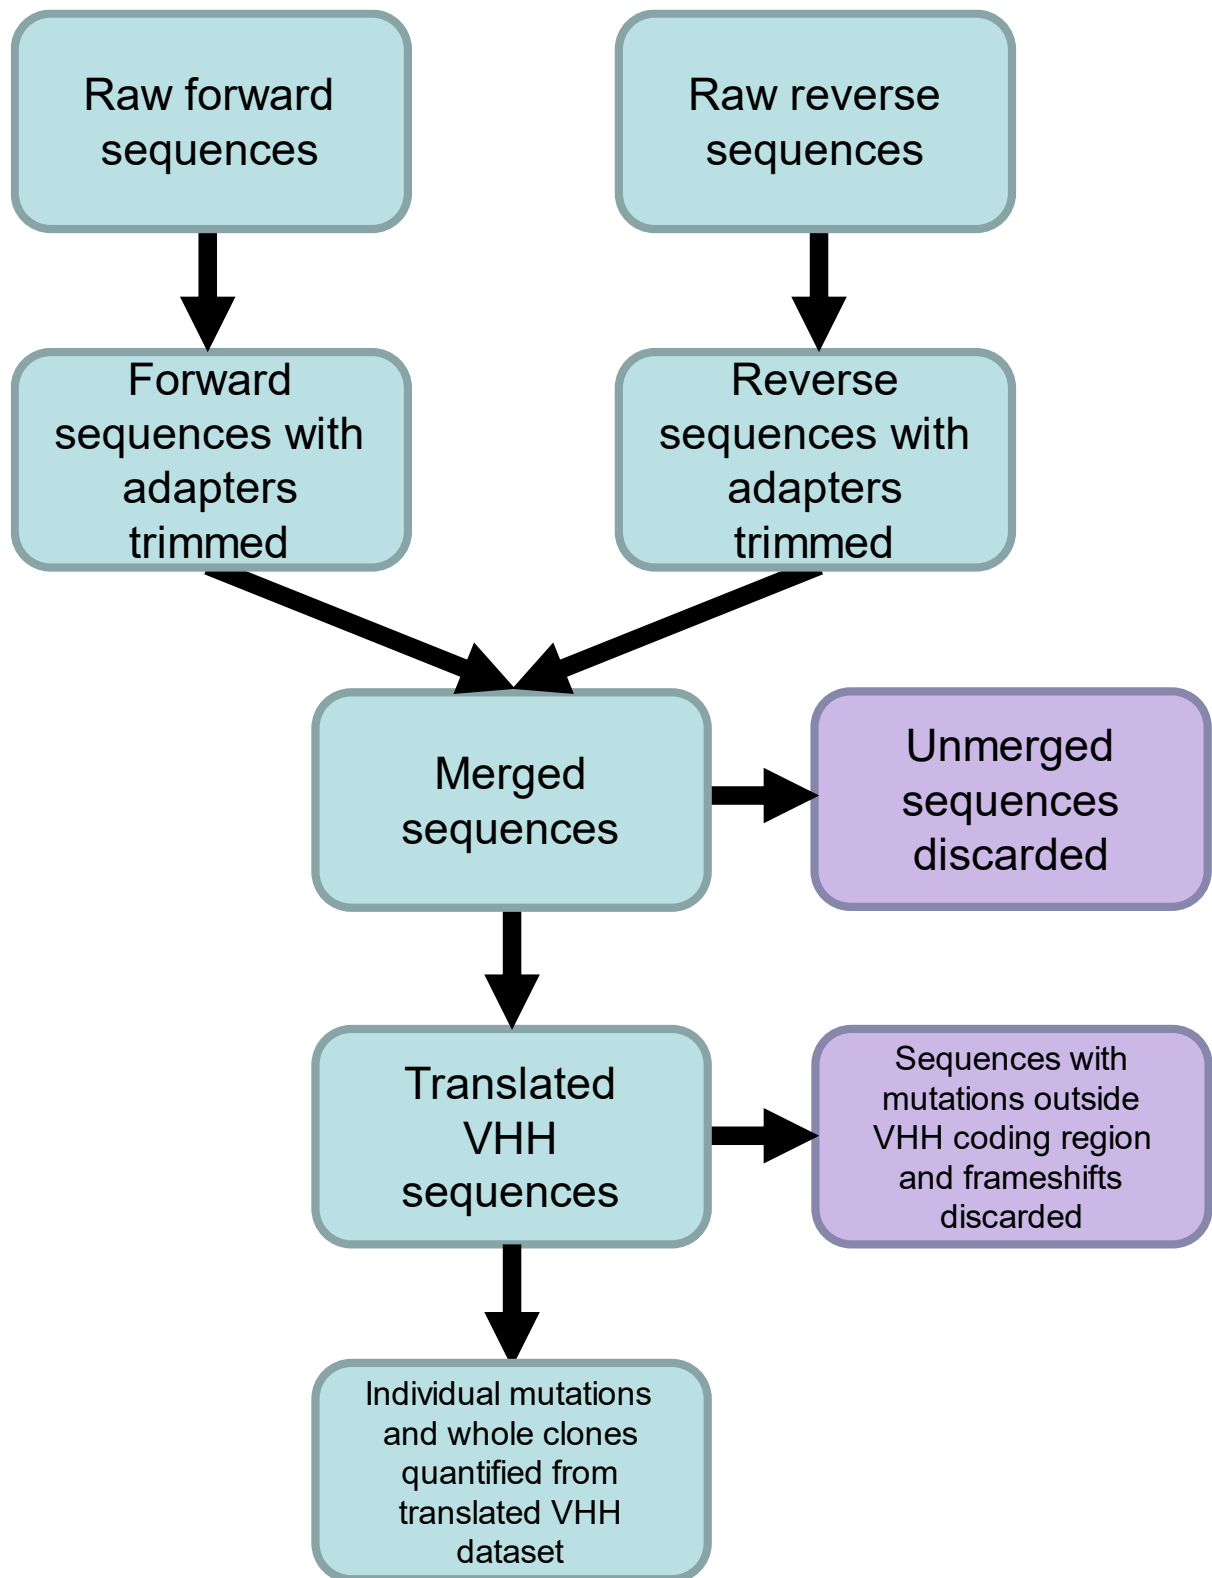 Raw forward
sequences
Raw reverse
sequences
Forward
sequences with
adapters
trimmed
Reverse
sequences with
adapters
trimmed
Merged
sequences
Unmerged
sequences
discarded
Translated
VHH
sequences
Sequences with
mutations outside
VHH coding region
and frameshifts
discarded
Individual mutations
and whole clones
quantified from
translated VHH
dataset